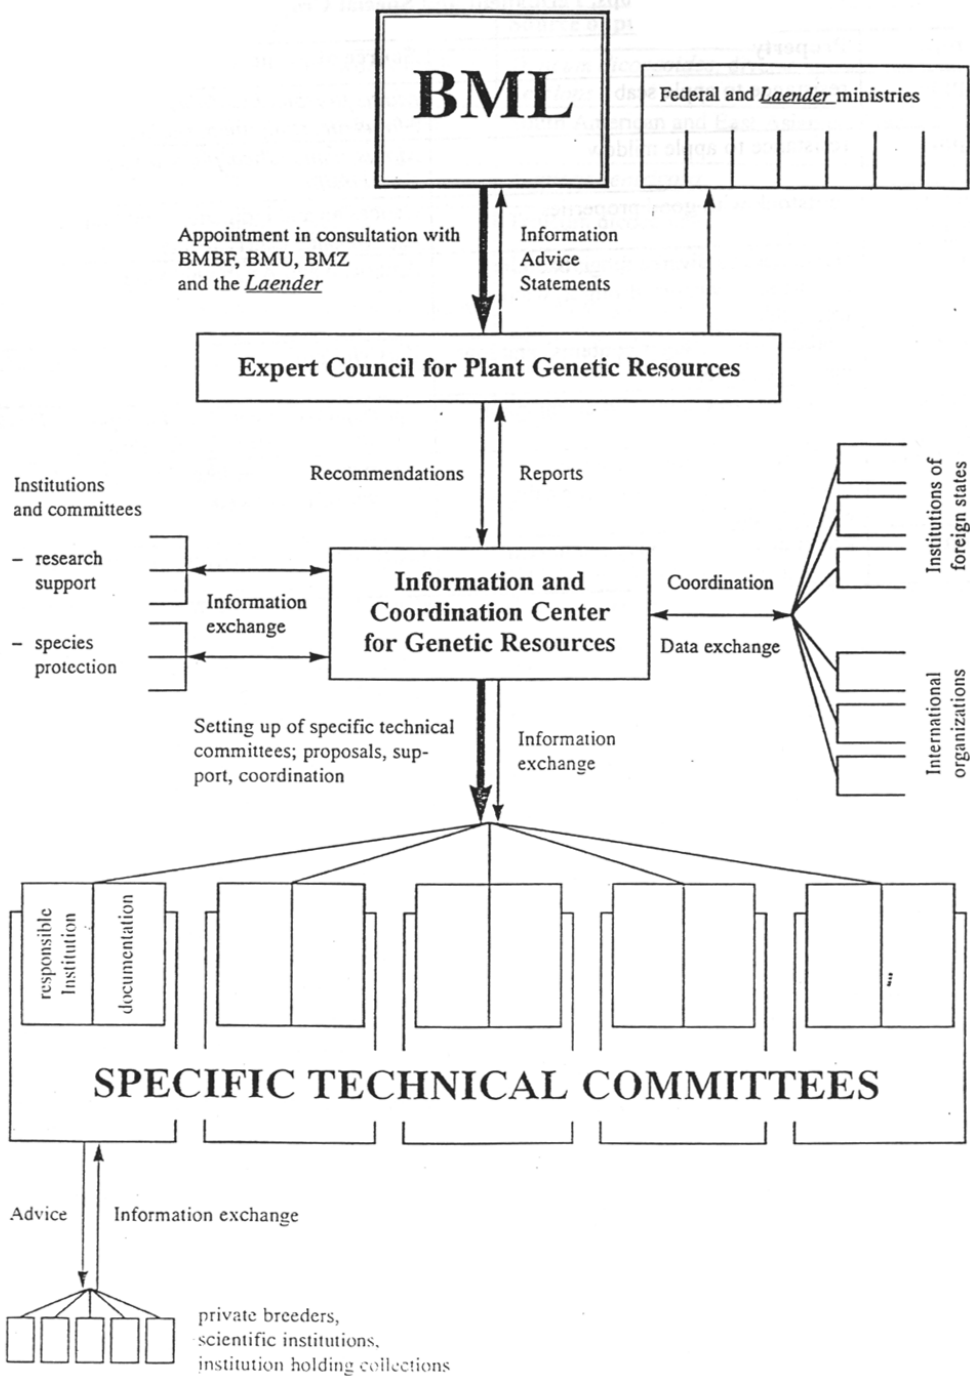 BML
Federal and Laender ministries
Appointment in consultation with
BMBF, BMU, BMZ
and the Laender
Information
Advice
Statements
Expert Council for Plant Genetic Resources
Recommendations
Reports
Institutions
and committees
– research
support
– species
protection
Information
exchange
Information and
Coordination Center
for Genetic Resources
Coordination
Data exchange
Institutions of
foreign states
International
organizations
Setting up of specific technical
committees; proposals, sup-
port, coordination
Information
exchange
responsible
Institution
documentation
...
SPECIFIC TECHNICAL COMMITTEES
Advice
Information exchange
private breeders,
scientific institutions,
institution holding collections